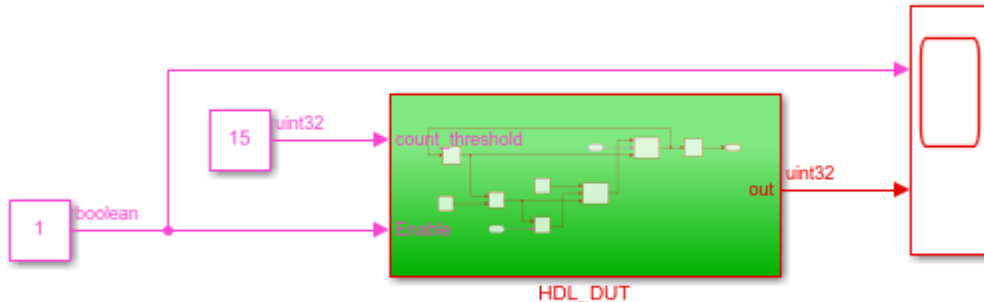 15
uint32
count_threshold
uint32
out
1
boolean
Enable
HDL_DUT